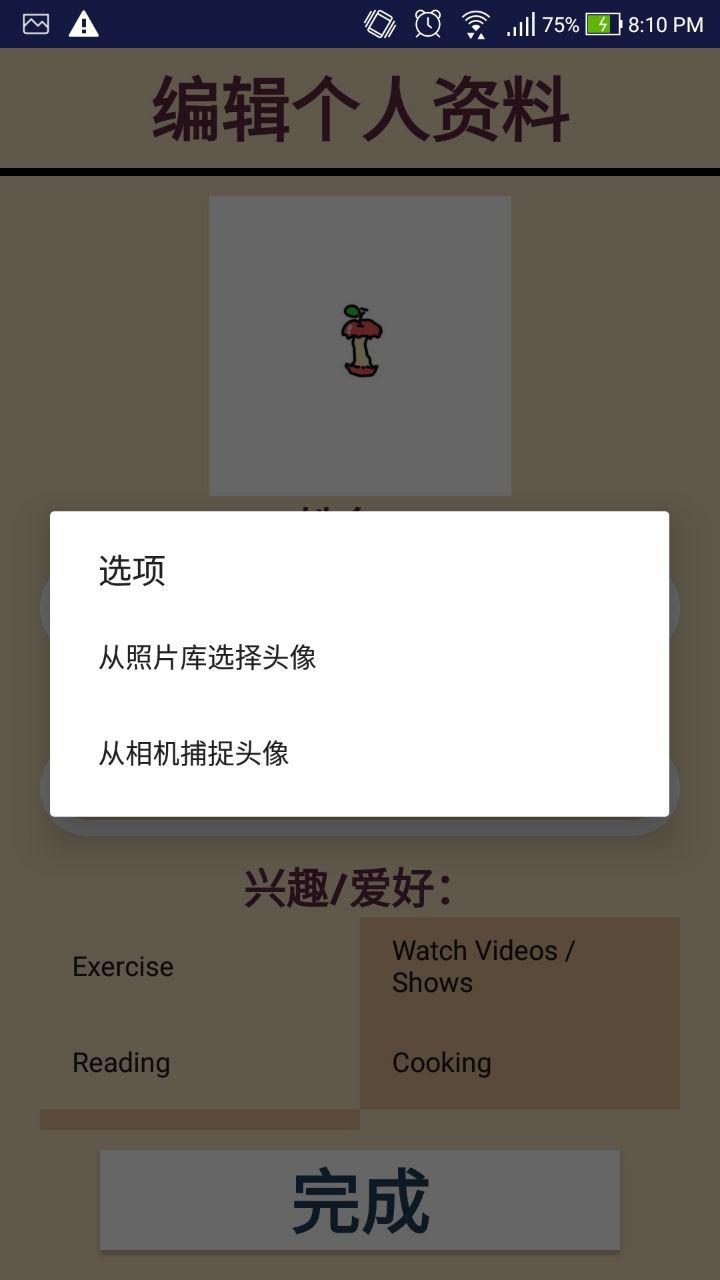 75% 8:10 PM
编辑个人资料
选项
从照片库选择头像
从相机捕捉头像
兴趣/爱好：
Exercise
Watch Videos /
Shows
Reading
Cooking
完成